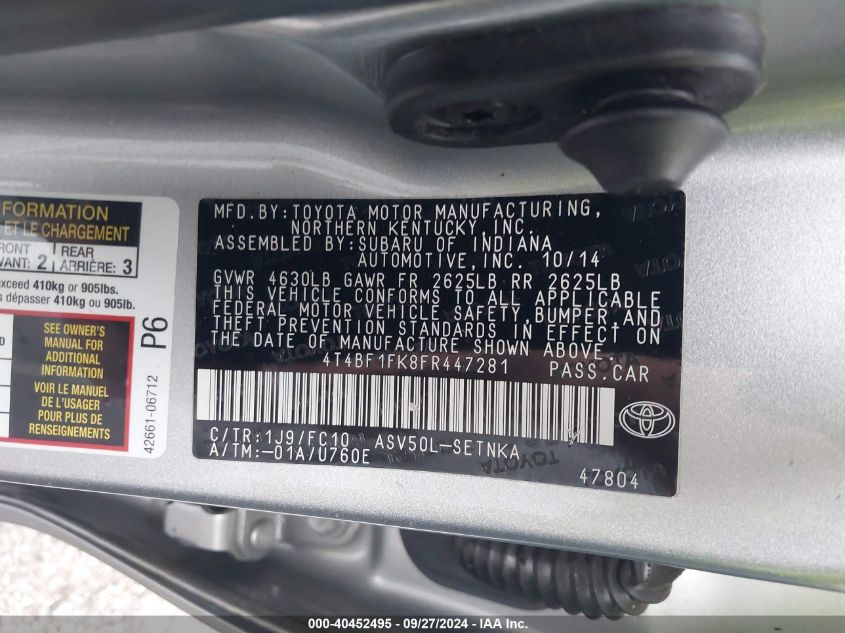 FORMATION
ET LE CHARGEMENT
FRONT
AVANT: 2
REAR
ARRIÈRE: 3
exceed 410kg or 905lbs.
dépasser 410kg ou 905lb.
SEE OWNER'S
MANUAL FOR
ADDITIONAL
INFORMATION
VOIR LE MANUEL
DE L'USAGER
POUR PLUS DE
RENSEIGNEMENTS
P6
42661-06712
MFD.BY:TOYOTA MOTOR MANUFACTURING,
NORTHERN KENTUCKY,INC.
ASSEMBLED BY:SUBARU OF INDIANA
AUTOMOTIVE,INC. 10/14
GVWR 4630LB GAWR FR 2625LB RR 2625LB
THIS VEHICLE CONFORMS TO ALL APPLICABLE
FEDERAL MOTOR VEHICLE SAFETY,BUMPER,AND
THEFT PREVENTION STANDARDS IN EFFECT ON
THE DATE OF MANUFACTURE SHOWN ABOVE.
4T4BF1FK8FR447281 PASS.CAR
C/TR:1J9/FC10 ASV50L-SETNKA
A/TM:-01A/U760E
47804
TOYOTA
000-40452495 - 09/27/2024 - IAA Inc.